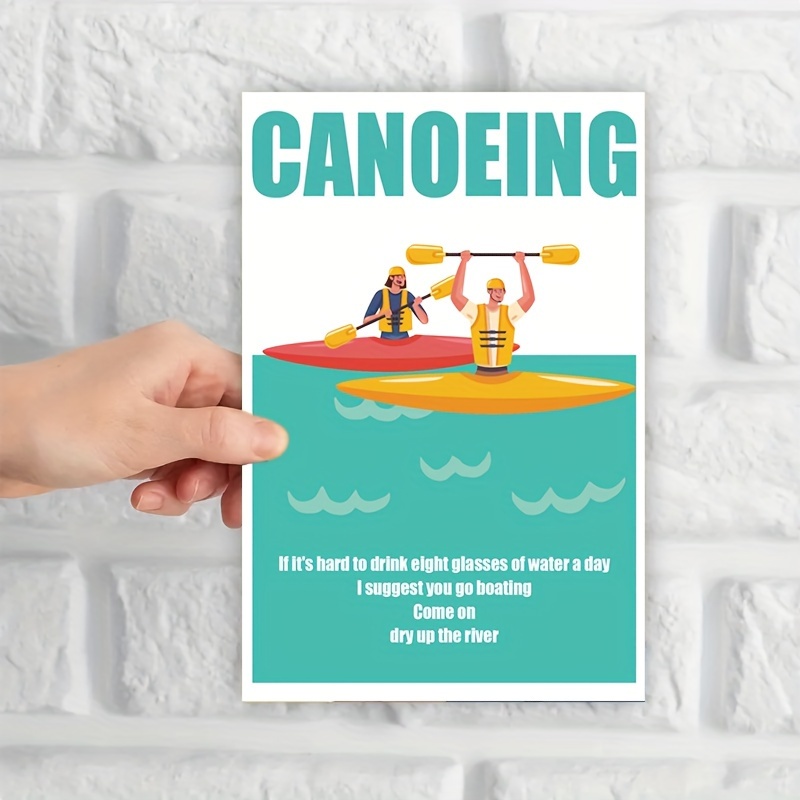 CANOEING
If it's hard to drink eight glasses of water a day
I suggest you go boating
Come on
dry up the river